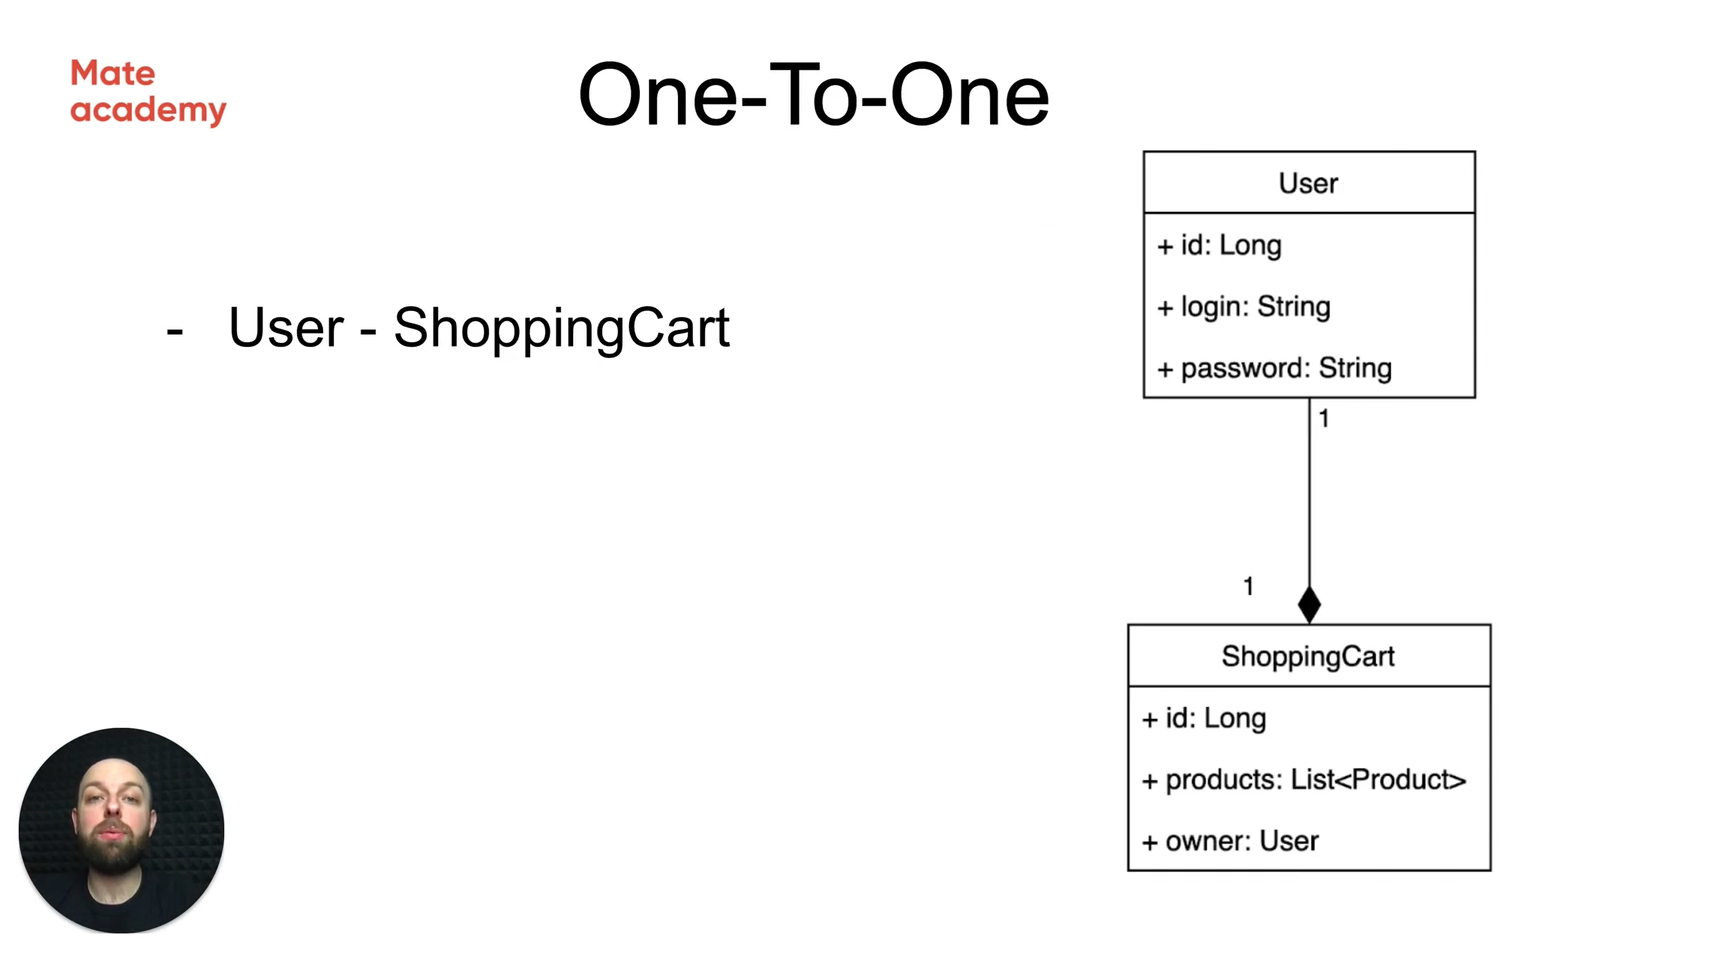 Mate
academy
One-To-One
- User - ShoppingCart
User
+ id: Long
+ login: String
+ password: String
1
1
ShoppingCart
+ id: Long
+ products: List<Product>
+ owner: User